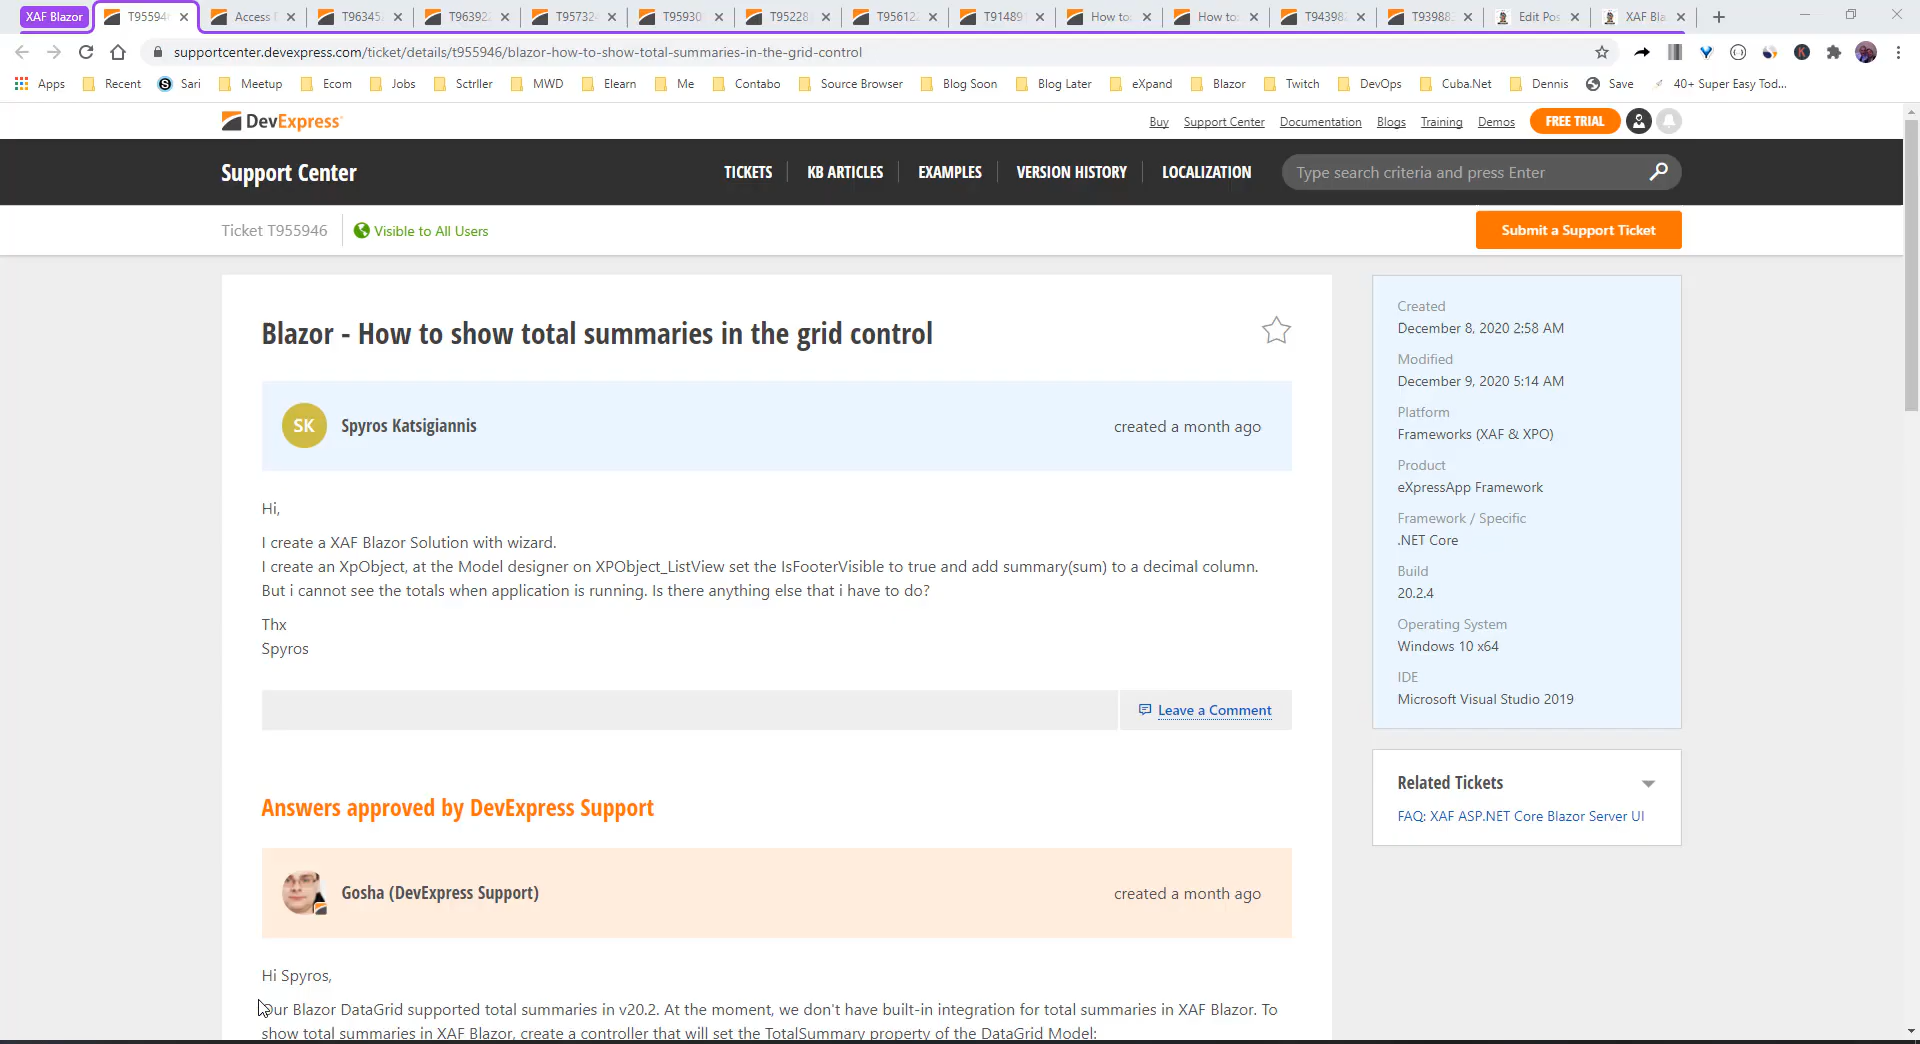 XAF Blazor
T95594
Access
T96345
T96392
T95732
T95930
T95228
T95612
T91489
How to
How to
T94398
T93988
Edit Pos
XAF Bla
supportcenter.devexpress.com/ticket/details/t955946/blazor-how-to-show-total-summaries-in-the-grid-control
Apps Recent Sari Meetup Ecom Jobs Sctrller MWD Elearn Me Contabo Source Browser Blog Soon Blog Later eXpand Blazor Twitch DevOps Cuba.Net Dennis Save 40+ Super Easy Tod...
DevExpress Buy Support Center Documentation Blogs Training Demos FREE TRIAL
Support Center TICKETS KB ARTICLES EXAMPLES VERSION HISTORY LOCALIZATION Type search criteria and press Enter
Ticket T955946 Visible to All Users Submit a Support Ticket
Blazor - How to show total summaries in the grid control
SK Spyros Katsigiannis created a month ago
Hi,
I create a XAF Blazor Solution with wizard.
I create an XpObject, at the Model designer on XPObject_ListView set the IsFooterVisible to true and add summary(sum) to a decimal column.
But i cannot see the totals when application is running. Is there anything else that i have to do?
Thx
Spyros
Leave a Comment
Answers approved by DevExpress Support
Gosha (DevExpress Support) created a month ago
Hi Spyros,
Our Blazor DataGrid supported total summaries in v20.2. At the moment, we don't have built-in integration for total summaries in XAF Blazor. To
show total summaries in XAF Blazor, create a controller that will set the TotalSummary property of the DataGrid Model:
Created
December 8, 2020 2:58 AM
Modified
December 9, 2020 5:14 AM
Platform
Frameworks (XAF & XPO)
Product
eXpressApp Framework
Framework / Specific
.NET Core
Build
20.2.4
Operating System
Windows 10 x64
IDE
Microsoft Visual Studio 2019
Related Tickets
FAQ: XAF ASP.NET Core Blazor Server UI